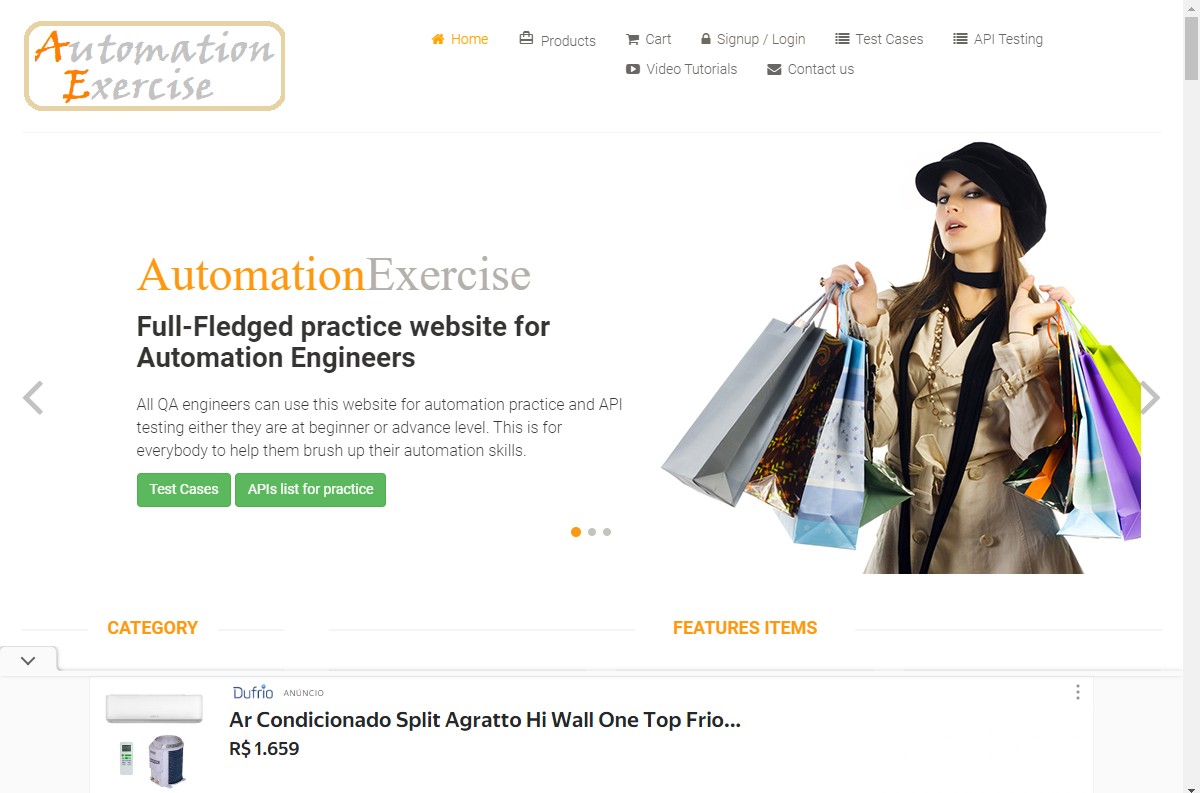 Automation
Exercise
Home
Products
Cart
Signup / Login
Test Cases
API Testing
Video Tutorials
Contact us
AutomationExercise
Full-Fledged practice website for
Automation Engineers
All QA engineers can use this website for automation practice and API
testing either they are at beginner or advance level. This is for
everybody to help them brush up their automation skills.
Test Cases
APIs list for practice
CATEGORY
FEATURES ITEMS
Dufrio ANÚNCIO
Ar Condicionado Split Agratto Hi Wall One Top Frio...
R$ 1.659